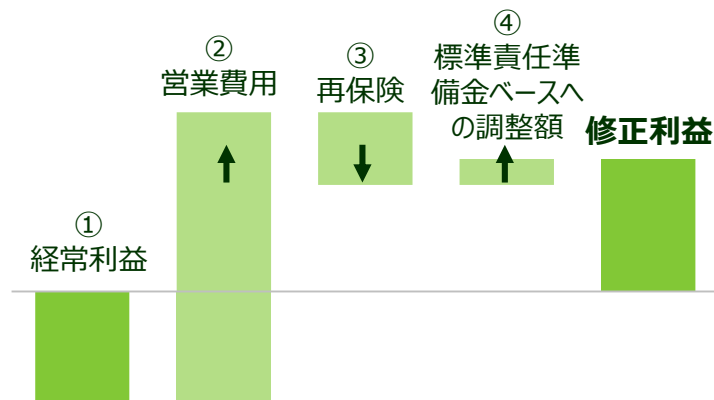 ①
経常利益
②
営業費用
③
再保険
④
標準責任準
備金ベースへ
の調整額
修正利益